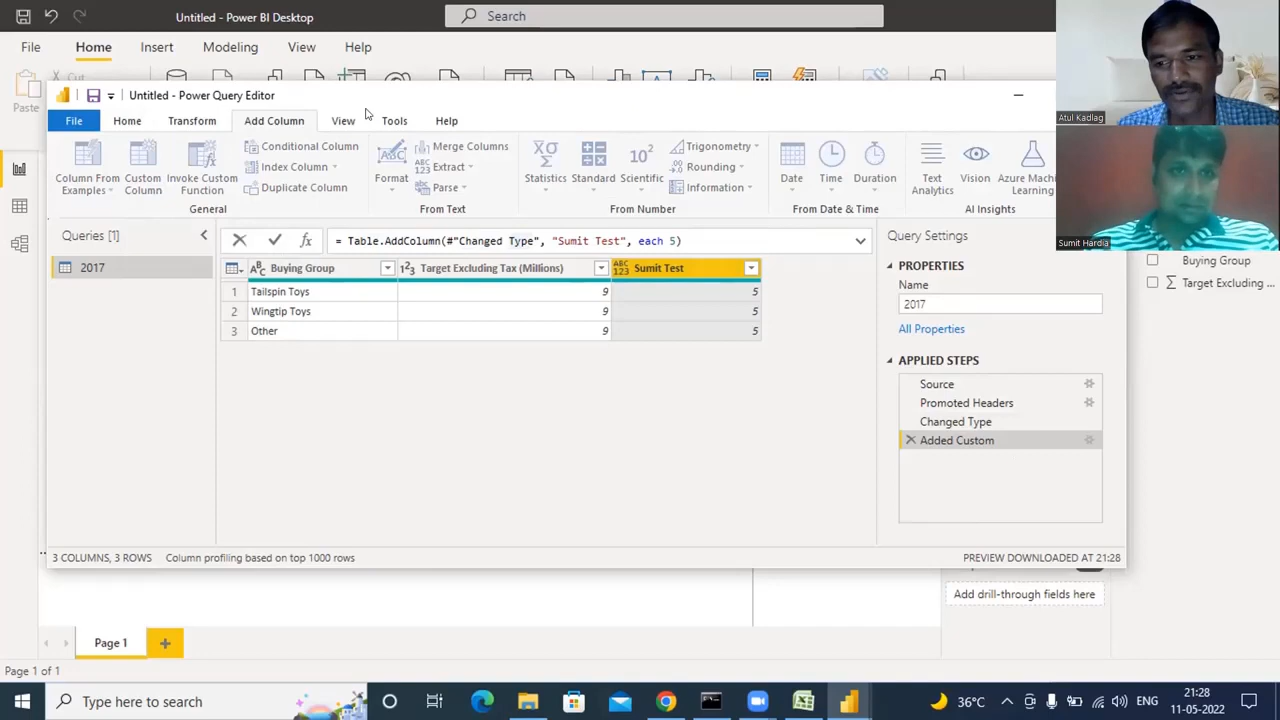 Untitled - Power BI Desktop
Search
File
Home
Insert
Modeling
View
Help
Cut
Paste
Untitled - Power Query Editor
File
Home
Transform
Add Column
View
Tools
Help
Column From
Examples
Custom
Column
Invoke Custom
Function
Conditional Column
Index Column
Duplicate Column
General
Format
Merge Columns
Extract
Parse
From Text
Statistics
Standard
Scientific
Trigonometry
Rounding
Information
From Number
Date
Time
Duration
From Date & Time
Text
Analytics
Vision
Azure Machi
Learning
AI Insights
Atul Kadlag
Sumit Hardia
Queries [1]
2017
= Table.AddColumn(#"Changed Type", "Sumit Test", each 5)
Buying Group
Target Excluding Tax (Millions)
Sumit Test
1 Tailspin Toys 9 5
2 Wingtip Toys 9 5
3 Other 9 5
Query Settings
PROPERTIES
Name
2017
All Properties
APPLIED STEPS
Source
Promoted Headers
Changed Type
Added Custom
Buying Group
Target Excluding ...
3 COLUMNS, 3 ROWS
Column profiling based on top 1000 rows
PREVIEW DOWNLOADED AT 21:28
Add drill-through fields here
Page 1
Page 1 of 1
Type here to search
36°C
ENG
21:28
11-05-2022